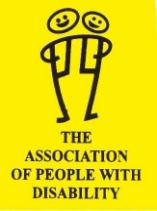 THE
ASSOCIATION
OF PEOPLE WITH
DISABILITY